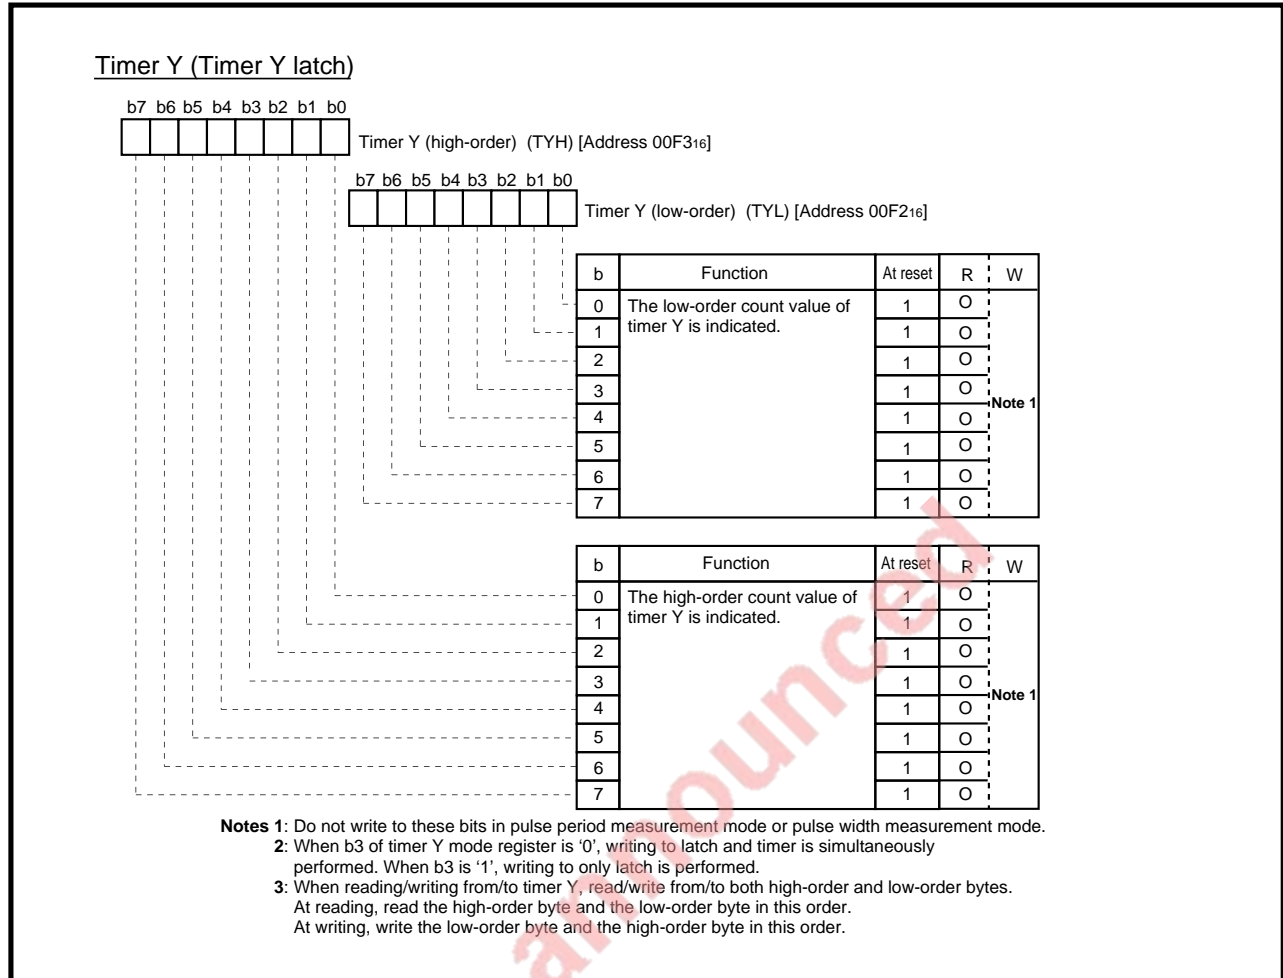 Timer Y (Timer Y latch)
b7 b6 b5 b4 b3 b2 b1 b0
Timer Y (high-order) (TYH) [Address 00F316]
b7 b6 b5 b4 b3 b2 b1 b0
Timer Y (low-order) (TYL) [Address 00F216]
b Function At reset R W
0 The low-order count value of 1 O
1 timer Y is indicated. 1 O
2 1 O
3 1 O
Note 1
4 1 O
5 1 O
6 1 O
7 1 O
b Function At reset R W
0 The high-order count value of 1 O
1 timer Y is indicated. 1 O
2 1 O
3 1 O
Note 1
4 1 O
5 1 O
6 1 O
7 1 O
Notes 1: Do not write to these bits in pulse period measurement mode or pulse width measurement mode.
2: When b3 of timer Y mode register is ‘0’, writing to latch and timer is simultaneously
performed. When b3 is ‘1’, writing to only latch is performed.
3: When reading/writing from/to timer Y, read/write from/to both high-order and low-order bytes.
At reading, read the high-order byte and the low-order byte in this order.
At writing, write the low-order byte and the high-order byte in this order.
announced